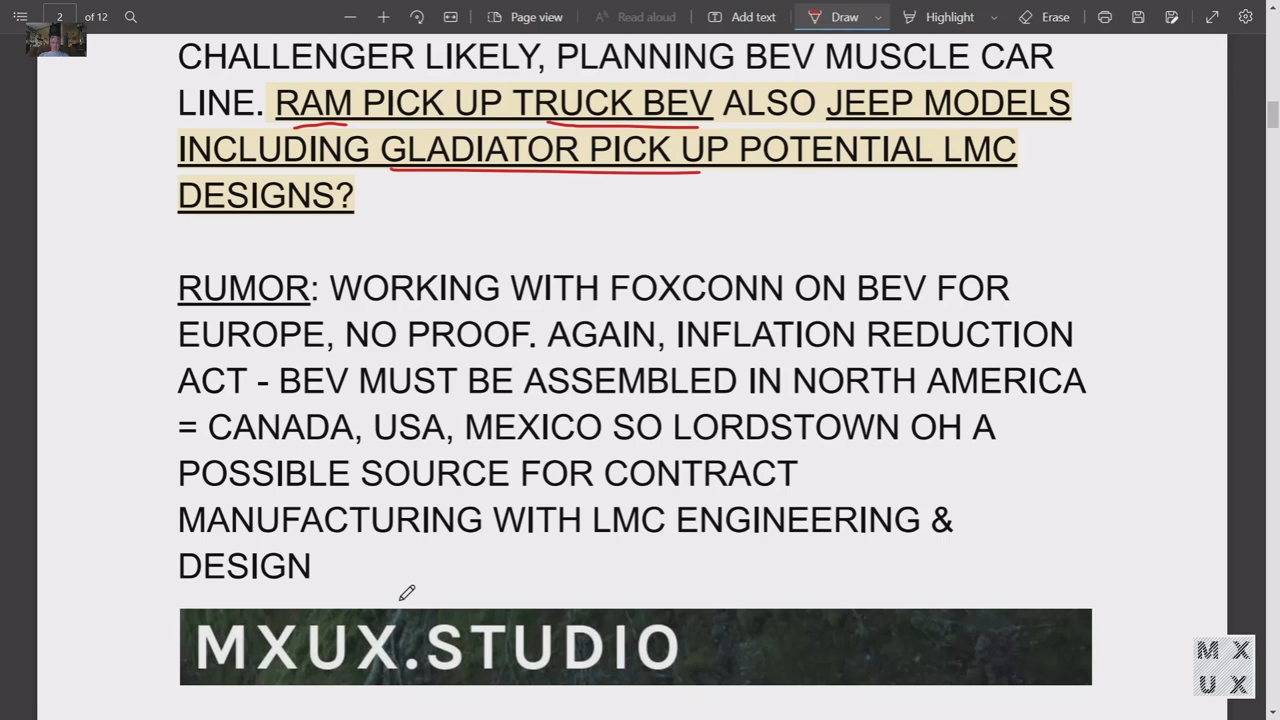 2 of 12 Page view Read aloud Add text Draw Highlight Erase
CHALLENGER LIKELY, PLANNING BEV MUSCLE CAR
LINE. RAM PICK UP TRUCK BEV ALSO JEEP MODELS
INCLUDING GLADIATOR PICK UP POTENTIAL LMC
DESIGNS?
RUMOR: WORKING WITH FOXCONN ON BEV FOR
EUROPE, NO PROOF. AGAIN, INFLATION REDUCTION
ACT - BEV MUST BE ASSEMBLED IN NORTH AMERICA
= CANADA, USA, MEXICO SO LORDSTOWN OH A
POSSIBLE SOURCE FOR CONTRACT
MANUFACTURING WITH LMC ENGINEERING &
DESIGN
MXUX.STUDIO
M X
U X